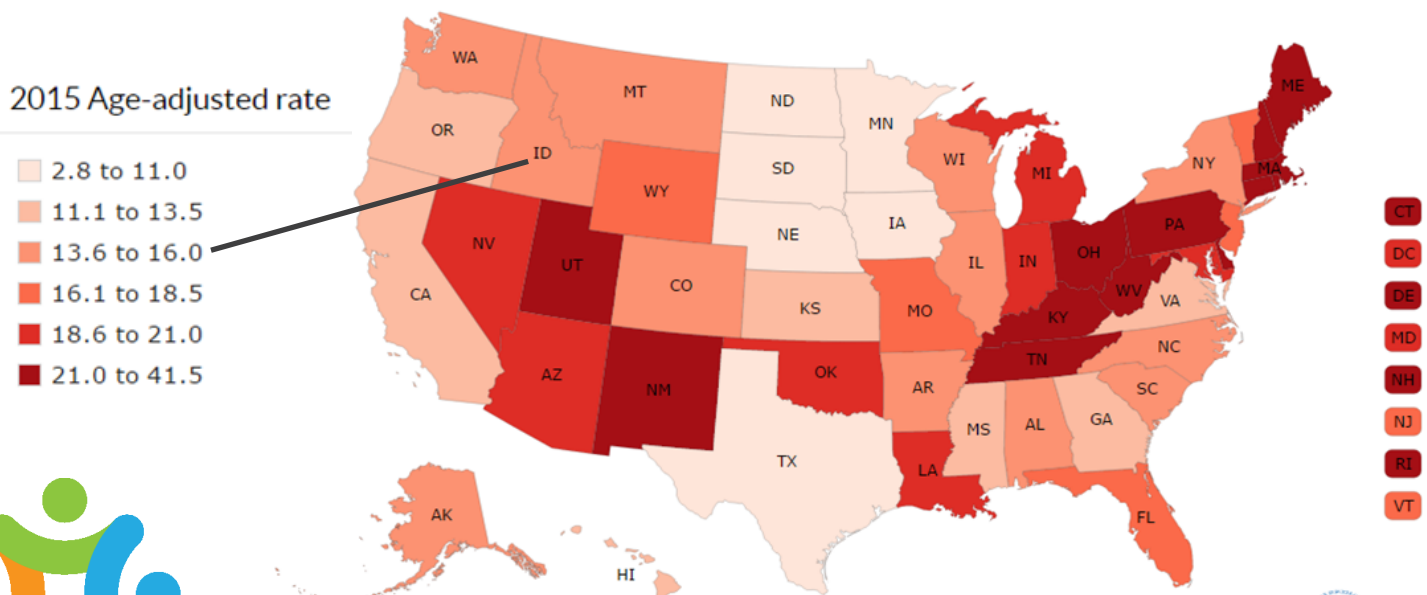 2015 Age-adjusted rate
2.8 to 11.0
11.1 to 13.5
13.6 to 16.0
16.1 to 18.5
18.6 to 21.0
21.0 to 41.5
WA
MT
ND
MN
ME
OR
ID
SD
WI
MI
NY
MA
WY
IA
NE
PA
NV
UT
CO
IL
IN
OH
WV
VA
CA
KS
MO
KY
NC
AZ
NM
OK
AR
TN
SC
MS
AL
GA
TX
LA
FL
AK
HI
CT
DC
DE
MD
NH
NJ
RI
VT